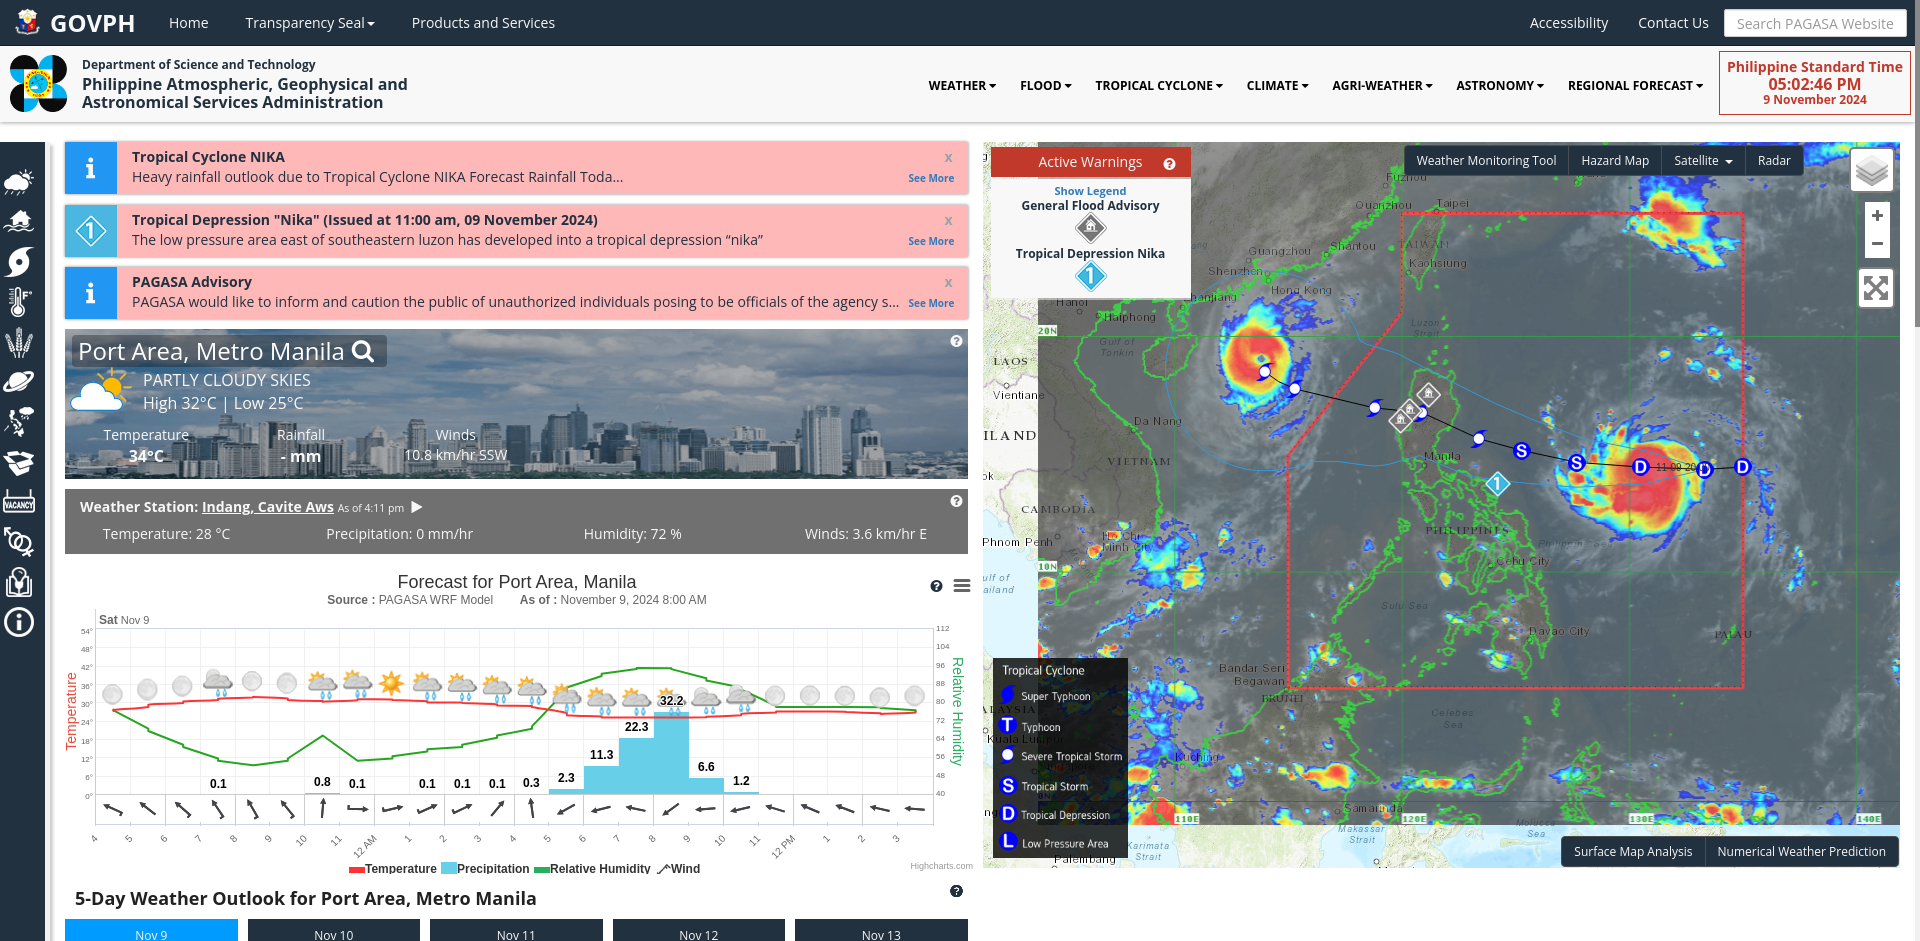 GOVPH
Home
Transparency Seal
Products and Services
Accessibility
Contact Us
Search PAGASA Website
Department of Science and Technology
Philippine Atmospheric, Geophysical and
Astronomical Services Administration
WEATHER
FLOOD
TROPICAL CYCLONE
CLIMATE
AGRI-WEATHER
ASTRONOMY
REGIONAL FORECAST
Philippine Standard Time
05:02:46 PM
9 November 2024
VACANCY
Tropical Cyclone NIKA
x
Heavy rainfall outlook due to Tropical Cyclone NIKA Forecast Rainfall Toda...
See More
1
Tropical Depression "Nika" (Issued at 11:00 am, 09 November 2024)
x
The low pressure area east of southeastern luzon has developed into a tropical depression “nika”
See More
PAGASA Advisory
x
PAGASA would like to inform and caution the public of unauthorized individuals posing to be officials of the agency s...
See More
Port Area, Metro Manila
PARTLY CLOUDY SKIES
High 32°C | Low 25°C
Temperature
34°C
Rainfall
- mm
Winds
10.8 km/hr SSW
Weather Station: Indang, Cavite Aws As of 4:11 pm
Temperature: 28 °C
Precipitation: 0 mm/hr
Humidity: 72 %
Winds: 3.6 km/hr E
Forecast for Port Area, Manila
Source : PAGASA WRF Model As of : November 9, 2024 8:00 AM
Sat Nov 9
Temperature
54°
48°
42°
36°
30°
24°
18°
12°
6°
0°
112
104
96
88
80
72
64
56
48
40
Relative Humidity
0.1
0.8
0.1
0.1
0.1
0.1
0.3
2.3
11.3
22.3
32.2
6.6
1.2
4
5
6
7
8
9
10
11
12 AM
1
2
3
4
5
6
7
8
9
10
11
12 PM
1
2
3
Temperature
Precipitation
Relative Humidity
Wind
Highcharts.com
5-Day Weather Outlook for Port Area, Metro Manila
Nov 9
Nov 10
Nov 11
Nov 12
Nov 13
Active Warnings
Show Legend
General Flood Advisory
Tropical Depression Nika
1
Weather Monitoring Tool
Hazard Map
Satellite
Radar
+
−
Fuzhou
Quanzhou
Taipei
TAIWAN
Guangzhou
Shantou
Kaohsiung
Shenzhen
Hong Kong
Zhanjiang
Hanoi
Haiphong
20N
Luzon
Strait
Gulf of
Tonkin
LAOS
Vientiane
Da Nang
ILAND
VIETNAM
Manila
S
S
D
D
D
1
CAMBODIA
PHILIPPINES
Phnom Penh
Ho Chi
Minh City
Cebu City
10N
ulf of
ailand
Sulu Sea
Davao City
PALAU
Bandar Seri
Begawan
BRUNEI
Celebes
Sea
Kuching
Samarinda
110E
120E
130E
140E
Makassar
Strait
Molucca
Sea
Karimata
Strait
Palembang
Tropical Cyclone
Super Typhoon
T Typhoon
Severe Tropical Storm
S Tropical Storm
D Tropical Depression
L Low Pressure Area
Surface Map Analysis
Numerical Weather Prediction